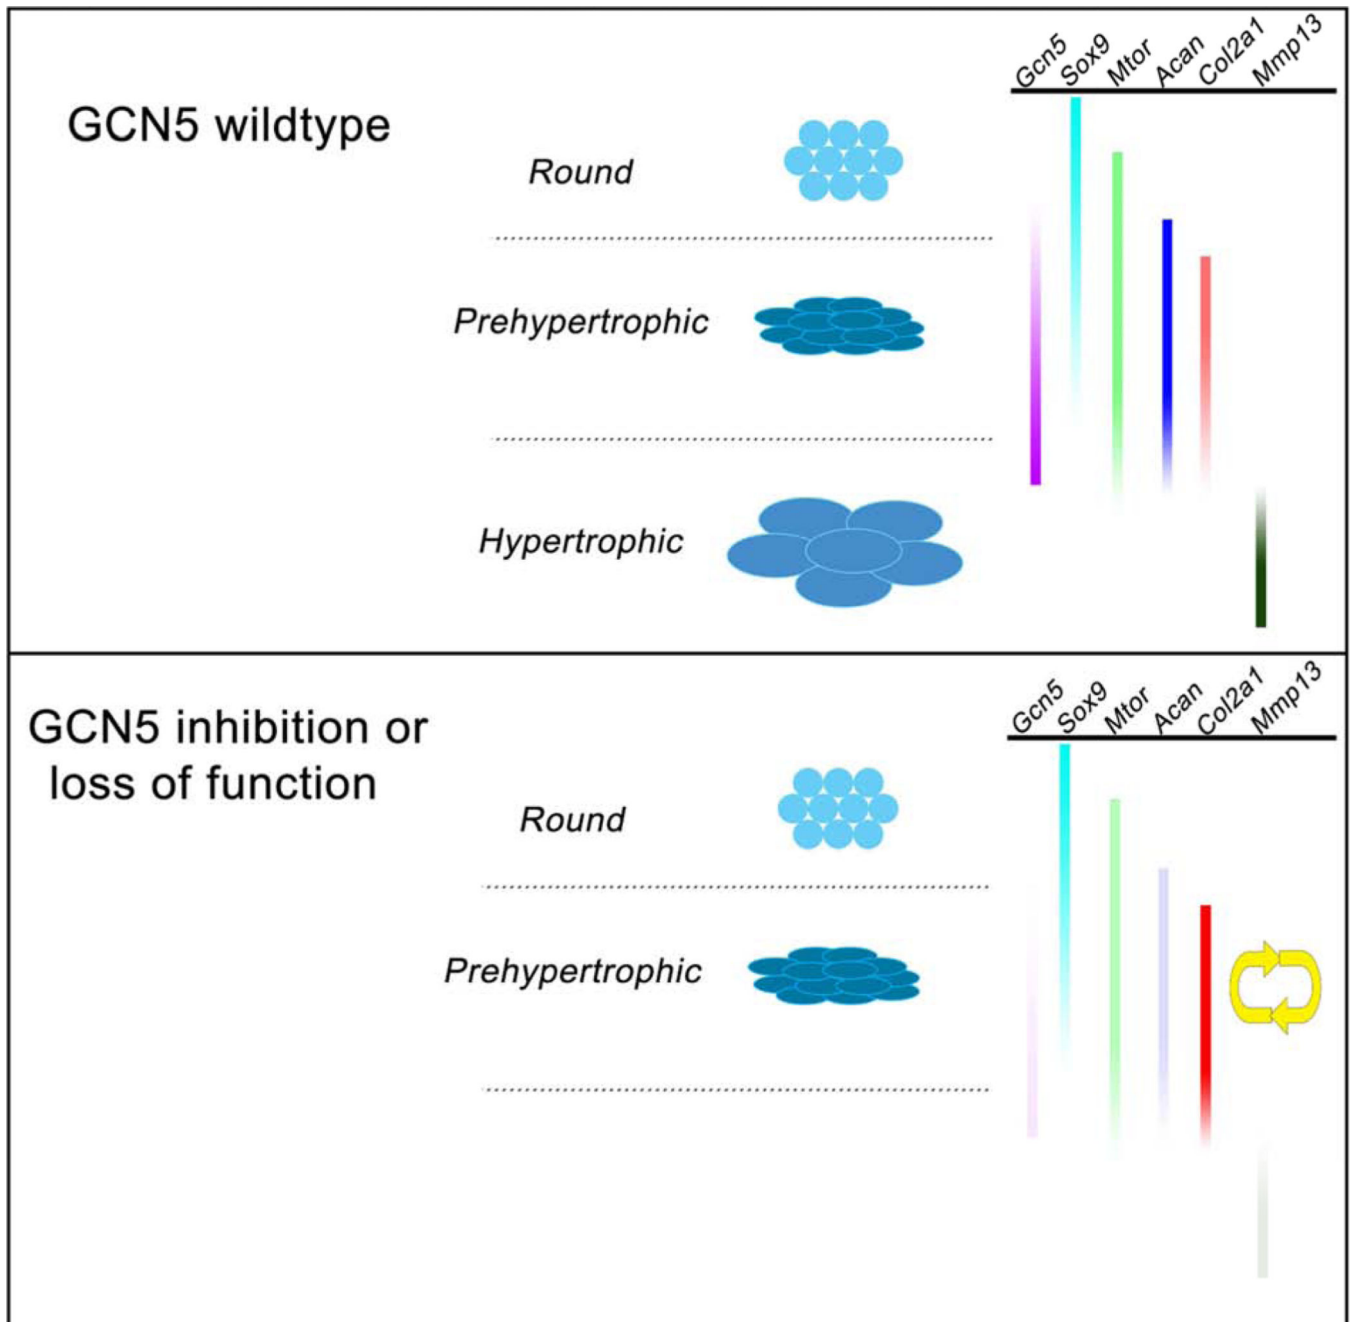 Gcn5 Sox9 Mtor Acan Col2a1 Mmp13
GCN5 wildtype
Round
Prehypertrophic
Hypertrophic
Gcn5 Sox9 Mtor Acan Col2a1 Mmp13
GCN5 inhibition or
loss of function
Round
Prehypertrophic